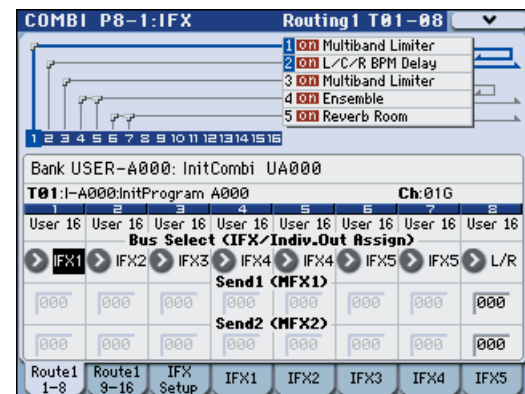 COMBI P8-1:IFX Routing1 T01-08
1 on Multiband Limiter
2 on L/C/R BPM Delay
3 on Multiband Limiter
4 on Ensemble
5 on Reverb Room
1 2 3 4 5 6 7 8 9 10 11 12 13 14 15 16
Bank USER-A000: InitCombi UA000
T01:I-A000:InitProgram A000 Ch:01G
1 2 3 4 5 6 7 8
User 16 User 16 User 16 User 16 User 16 User 16 User 16 User 16
Bus Select (IFX/Indiv.Out Assign)
IFX1 IFX2 IFX3 IFX4 IFX4 IFX5 IFX5 L/R
Send1 (MFX1)
000 000 000 000 000 000 000 000
Send2 (MFX2)
000 000 000 000 000 000 000 000
Route1 1-8 Route1 9-16 IFX Setup IFX1 IFX2 IFX3 IFX4 IFX5